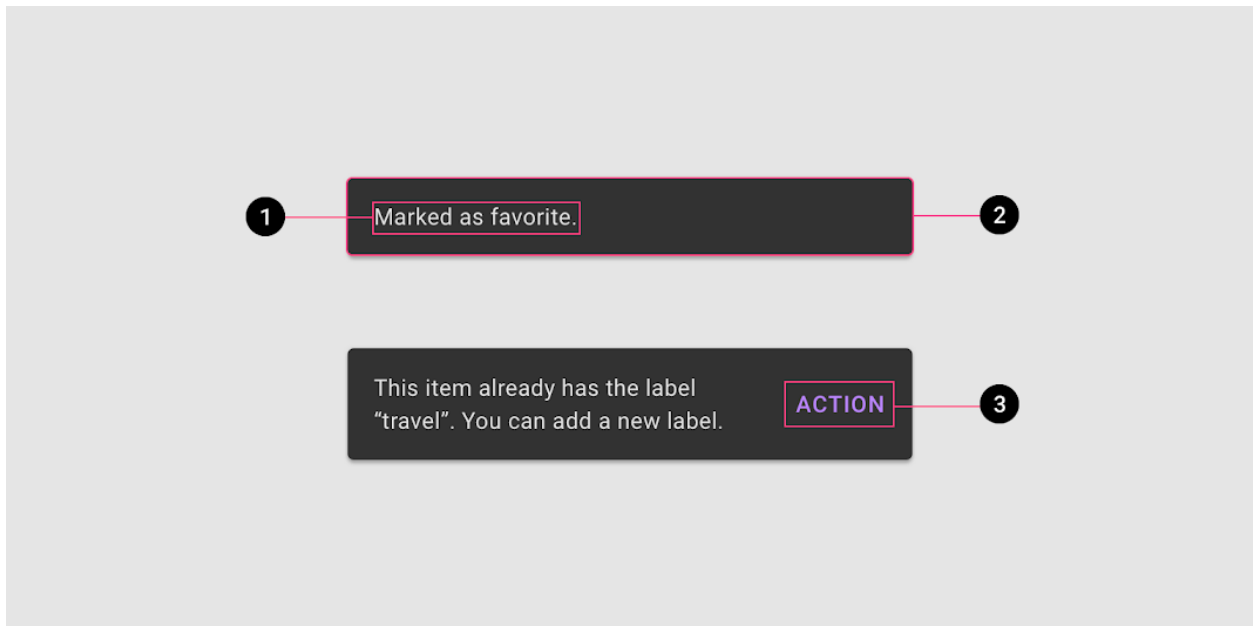 1
Marked as favorite.
2
This item already has the label
“travel”. You can add a new label.
ACTION
3